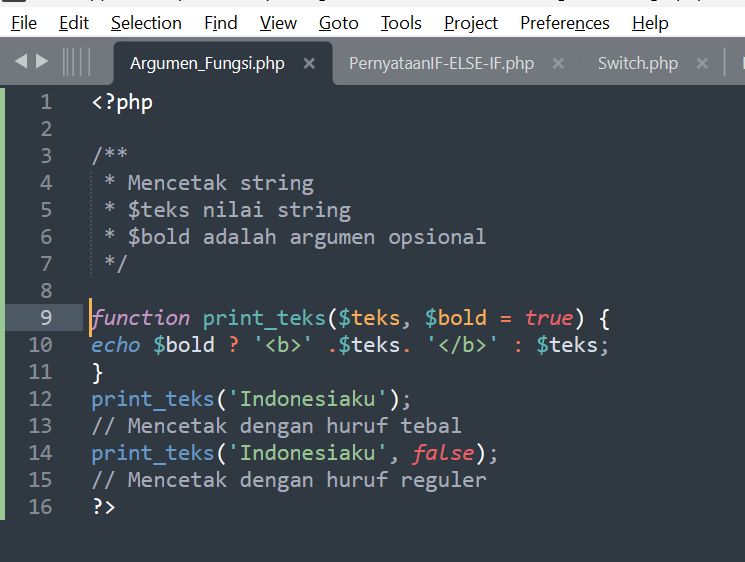 File Edit Selection Find View Goto Tools Project Preferences Help
Argumen_Fungsi.php × PernyataanIF-ELSE-IF.php × Switch.php ×
1 <?php
2
3 /**
4 * Mencetak string
5 * $teks nilai string
6 * $bold adalah argumen opsional
7 */
8
9 function print_teks($teks, $bold = true) {
10 echo $bold ? '<b>' .$teks. '</b>' : $teks;
11 }
12 print_teks('Indonesiaku');
13 // Mencetak dengan huruf tebal
14 print_teks('Indonesiaku', false);
15 // Mencetak dengan huruf reguler
16 ?>